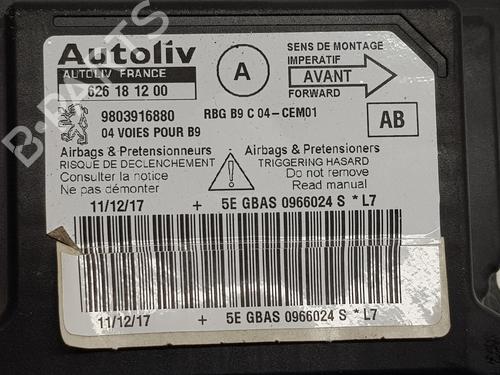 Autoliv
AUTOLIV FRANCE
626 18 12 00
A
SENS DE MONTAGE
IMPERATIF
AVANT
FORWARD
9803916880
RBG B9 C 04-CEM01
04 VOIES POUR B9
AB
Airbags & Pretensionneurs
RISQUE DE DECLENCHEMENT
Consulter la notice
Ne pas démonter
Airbags & Pretensioners
TRIGGERING HASARD
Do not remove
Read manual
11/12/17 + 5E GBAS 0966024 S * L7
11/12/17 + 5E GBAS 0966024 S * L7
B-PARTS